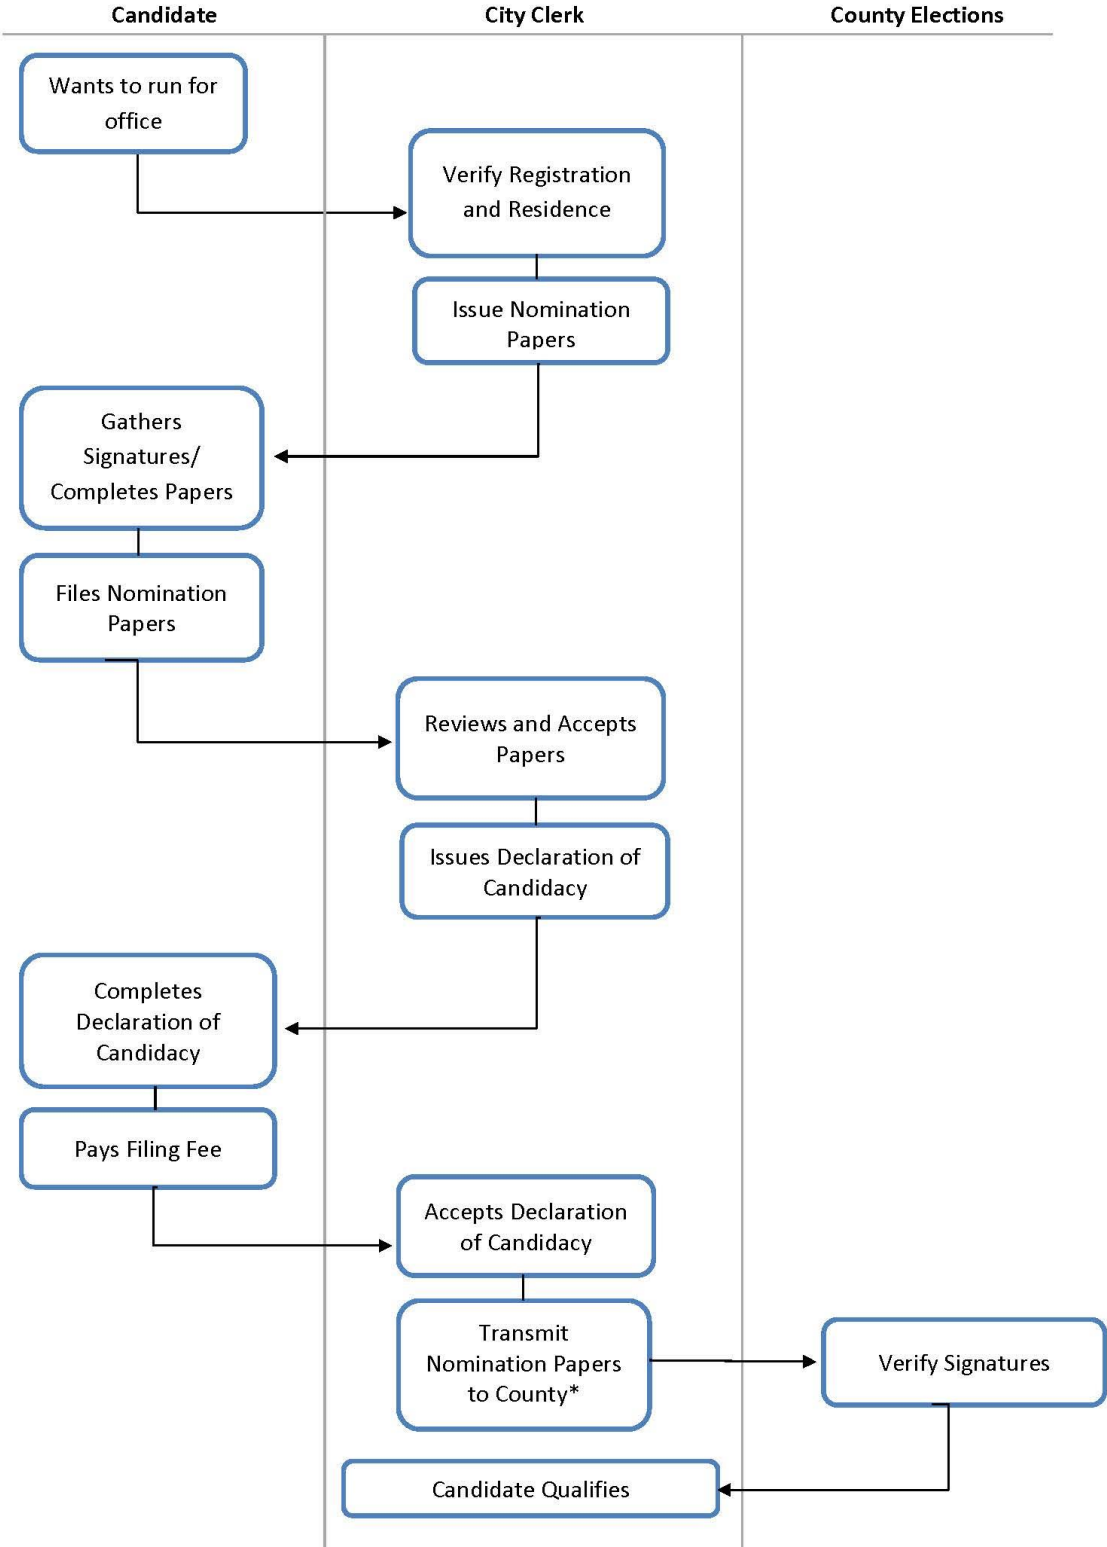 Candidate
City Clerk
County Elections
Wants to run for
office
Verify Registration
and Residence
Issue Nomination
Papers
Gathers
Signatures/
Completes Papers
Files Nomination
Papers
Reviews and Accepts
Papers
Issues Declaration of
Candidacy
Completes
Declaration of
Candidacy
Pays Filing Fee
Accepts Declaration
of Candidacy
Transmit
Nomination Papers
to County*
Verify Signatures
Candidate Qualifies